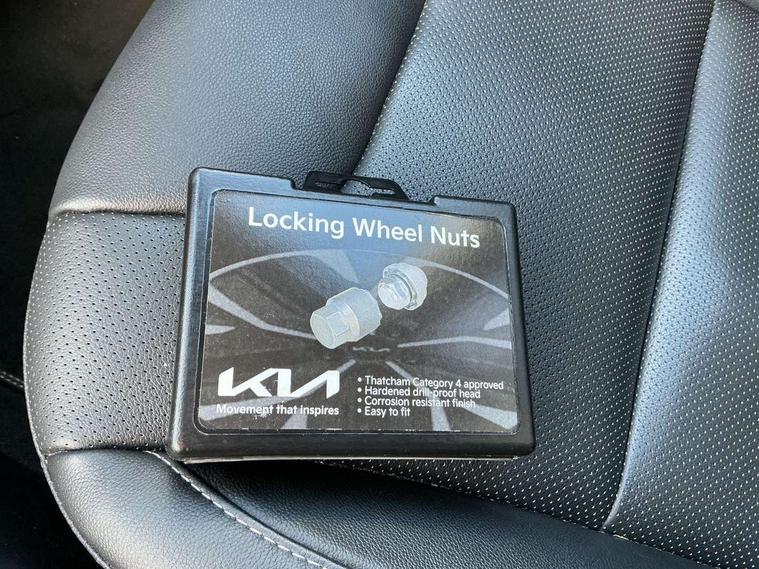 Locking Wheel Nuts
KIA
Movement that inspires
• Thatcham Category 4 approved
• Hardened drill-proof head
• Corrosion resistant finish
• Easy to fit